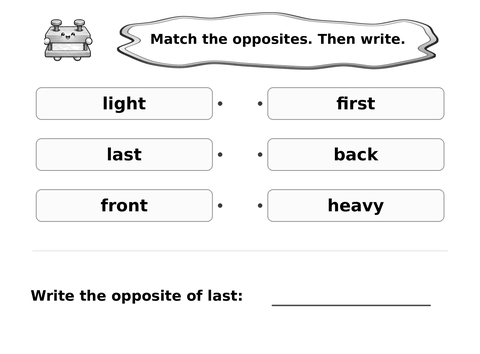 Match the opposites. Then write.
light first
last back
front heavy
Write the opposite of last: